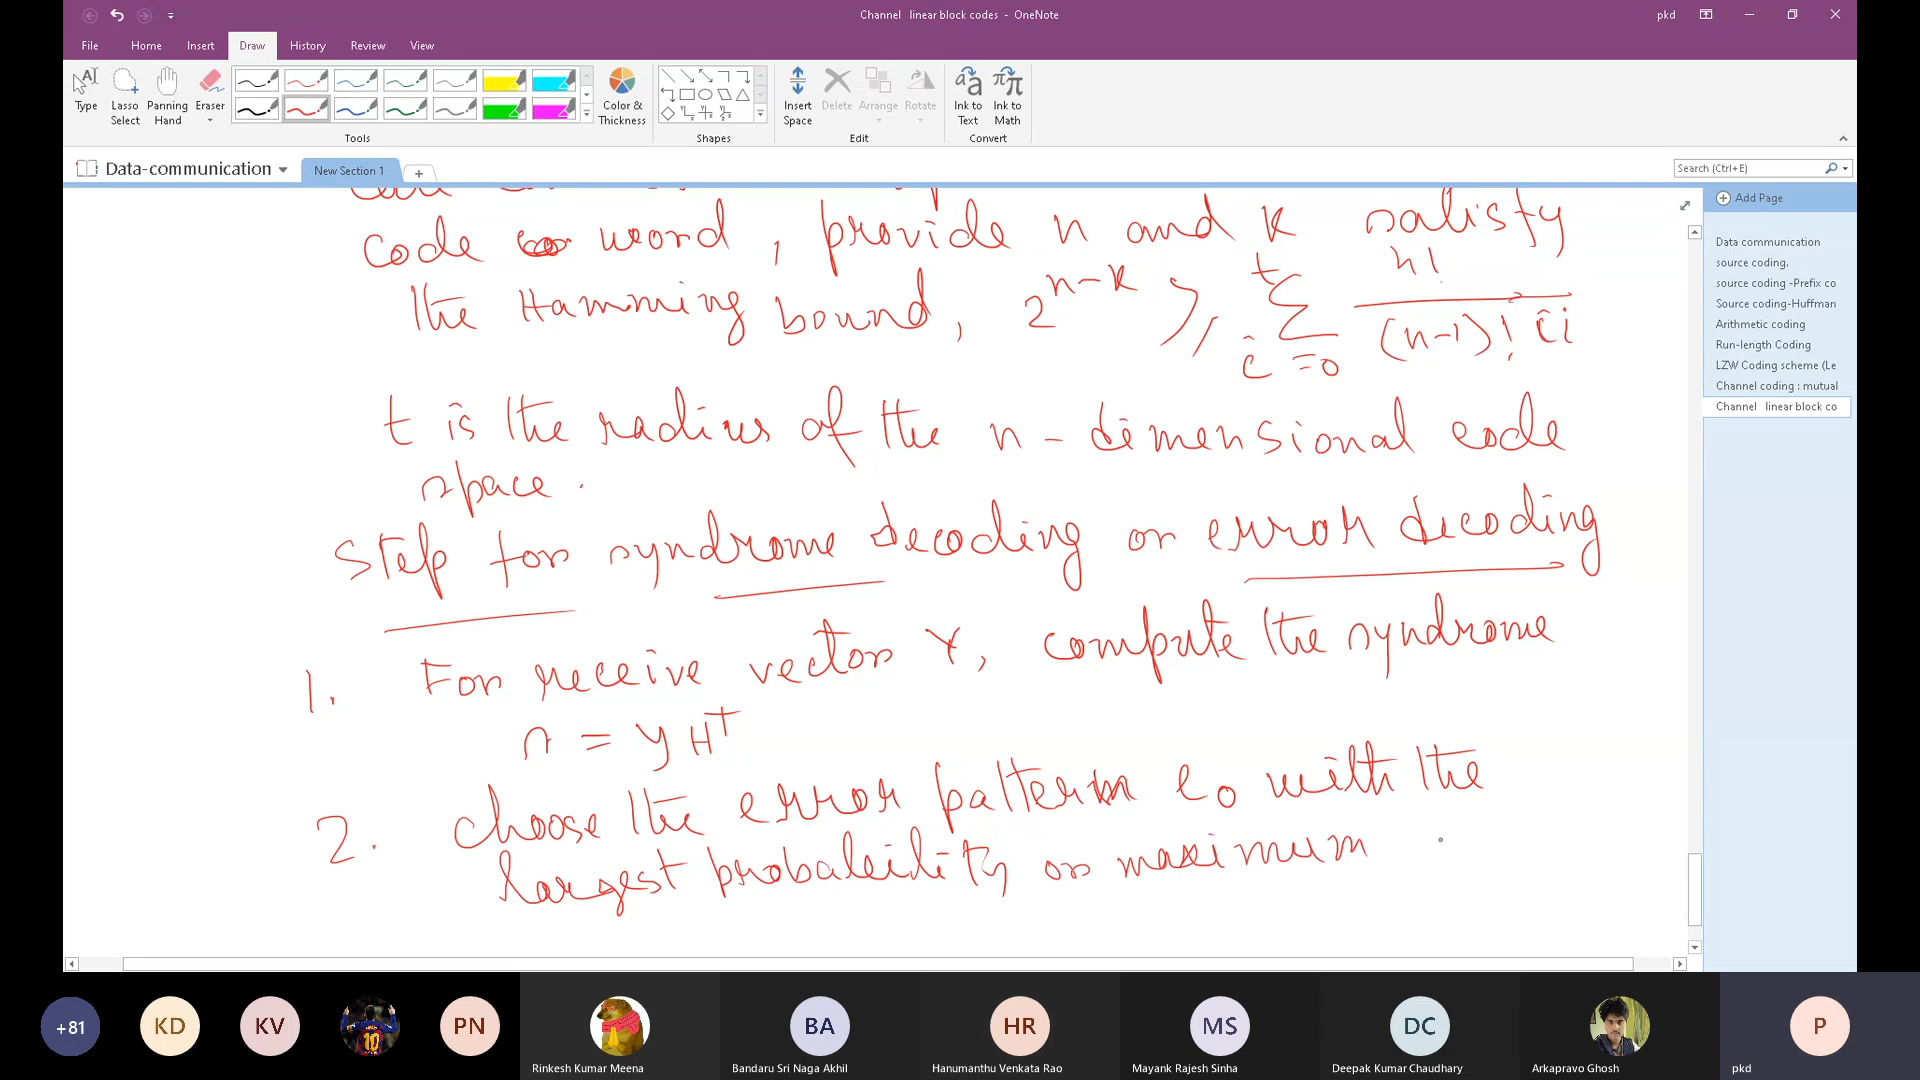 Channel linear block codes - OneNote
pkd
File Home Insert Draw History Review View
Type
Lasso Select
Panning Hand
Eraser
Color & Thickness
Insert Space
Delete
Arrange
Rotate
Ink to Text
Ink to Math
Tools
Shapes
Edit
Convert
Data-communication
New Section 1
Search (Ctrl+E)
Add Page
Data communication
source coding.
source coding -Prefix co
Source coding-Huffman
Arithmetic coding
Run-length Coding
LZW Coding scheme (Le
Channel coding : mutual
Channel linear block co
code word, provide n and k satisfy
the Hamming bound, 2^{n-k} ≥ \sum_{i=0}^{t} \frac{n!}{(n-i)! i!}
t is the radius of the n-dimensional code
space.
Step for syndrome decoding or error decoding
1. For receive vector Y, compute the syndrome
s = yH^T
2. choose the error pattern e0 with the
largest probability or maximum
+81
KD
KV
10
PN
BA
HR
MS
DC
P
Rinkesh Kumar Meena
Bandaru Sri Naga Akhil
Hanumanthu Venkata Rao
Mayank Rajesh Sinha
Deepak Kumar Chaudhary
Arkapravo Ghosh
pkd